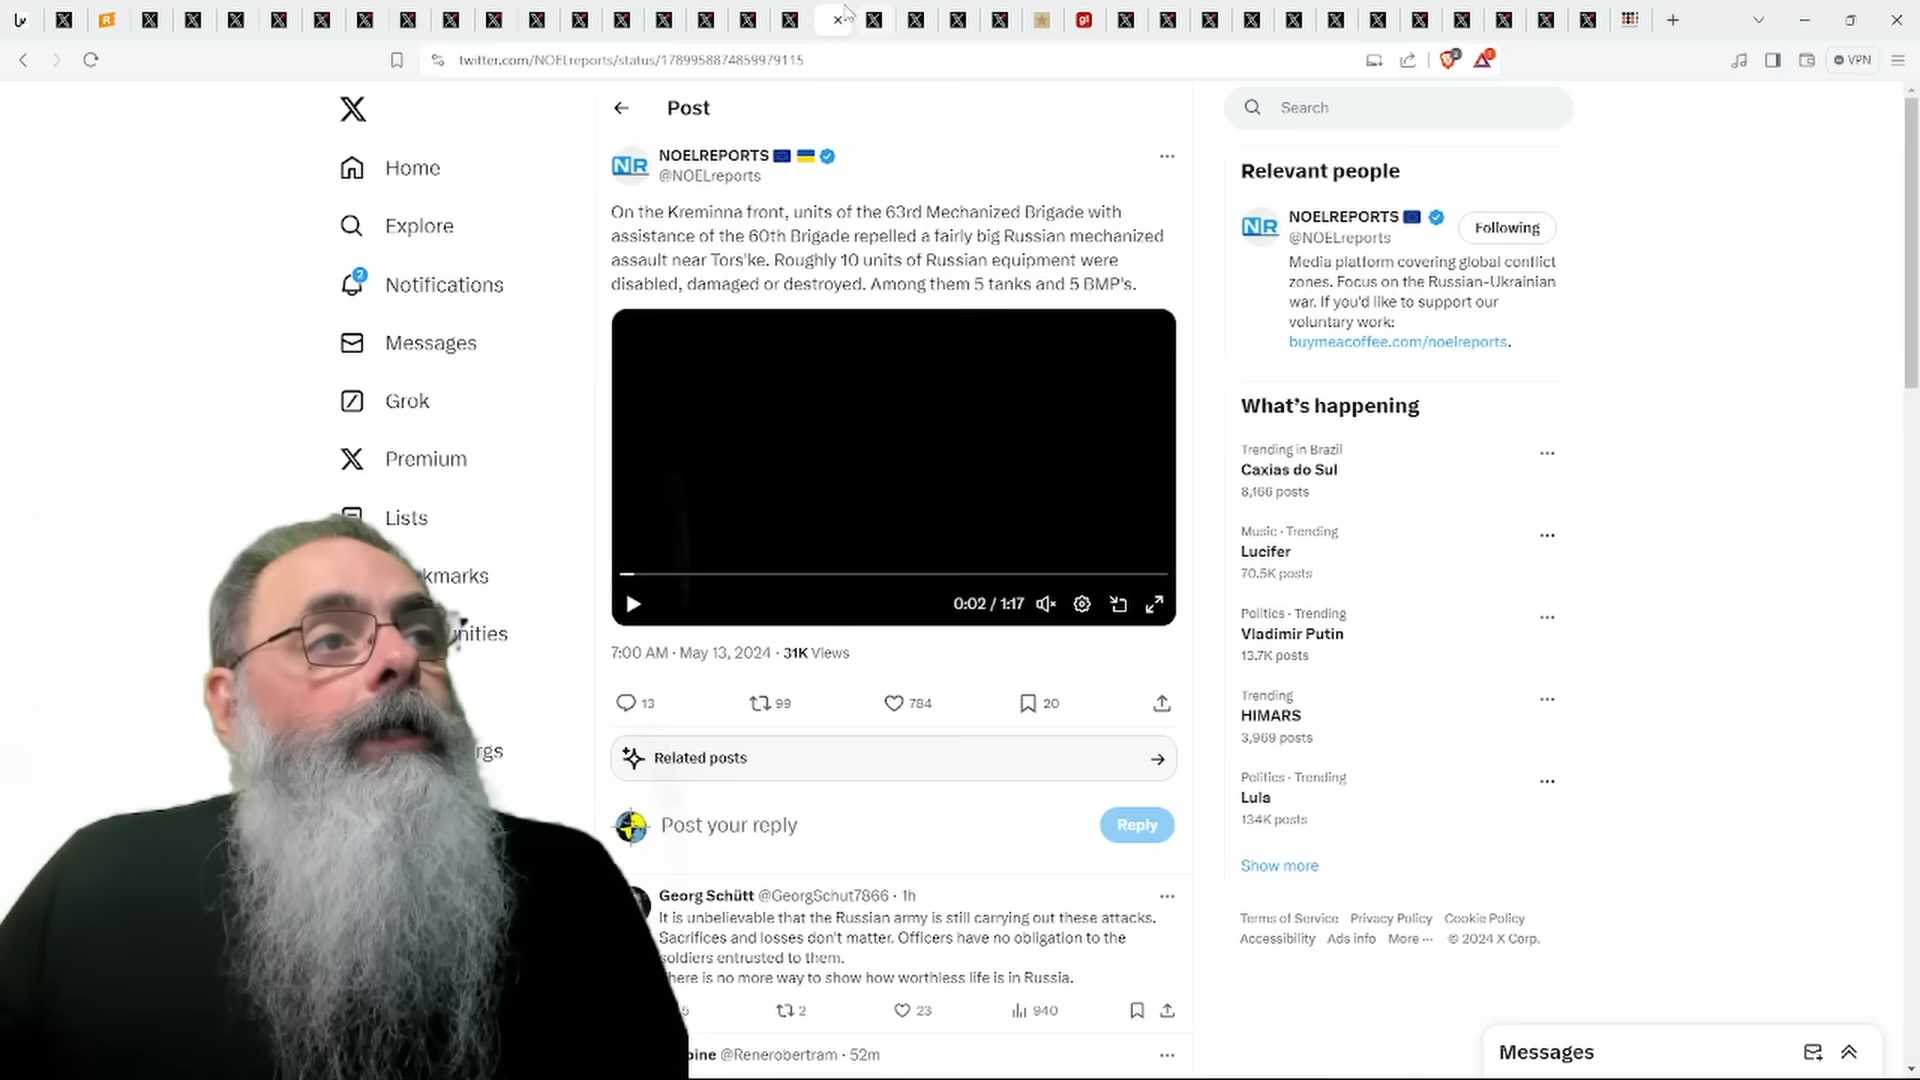 twitter.com/NOELreports/status/1789958874859979115
VPN
Home
Explore
2
Notifications
Messages
Grok
Premium
Lists
kmarks
nities
rgs
Post
NOELREPORTS
@NOELreports
On the Kreminna front, units of the 63rd Mechanized Brigade with
assistance of the 60th Brigade repelled a fairly big Russian mechanized
assault near Tors'ke. Roughly 10 units of Russian equipment were
disabled, damaged or destroyed. Among them 5 tanks and 5 BMP's.
0:02 / 1:17
7:00 AM · May 13, 2024 · 31K Views
13
99
784
20
Related posts
Post your reply
Reply
Georg Schütt @GeorgSchut7866 · 1h
It is unbelievable that the Russian army is still carrying out these attacks.
Sacrifices and losses don't matter. Officers have no obligation to the
soldiers entrusted to them.
here is no more way to show how worthless life is in Russia.
5
2
23
940
oine @Renerobertram · 52m
Search
Relevant people
NR
NOELREPORTS
@NOELreports
Following
Media platform covering global conflict
zones. Focus on the Russian-Ukrainian
war. If you'd like to support our
voluntary work:
buymeacoffee.com/noelreports.
What's happening
Trending in Brazil
Caxias do Sul
8,166 posts
Music · Trending
Lucifer
70.5K posts
Politics · Trending
Vladimir Putin
13.7K posts
Trending
HIMARS
3,969 posts
Politics · Trending
Lula
134K posts
Show more
Terms of Service Privacy Policy Cookie Policy
Accessibility Ads info More ··· © 2024 X Corp.
Messages